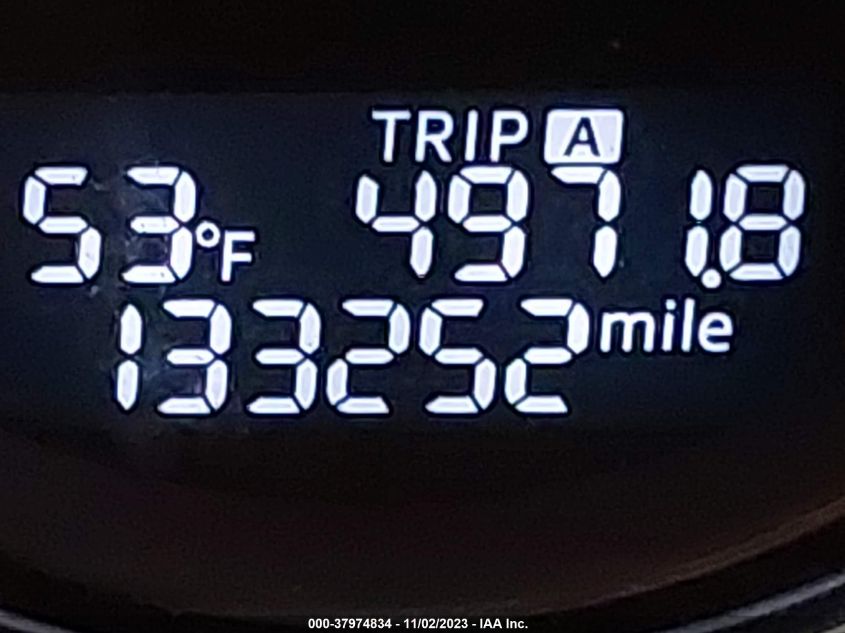 TRIP A
53°F 4971.8
133252 mile
000-37974834 - 11/02/2023 - IAA Inc.